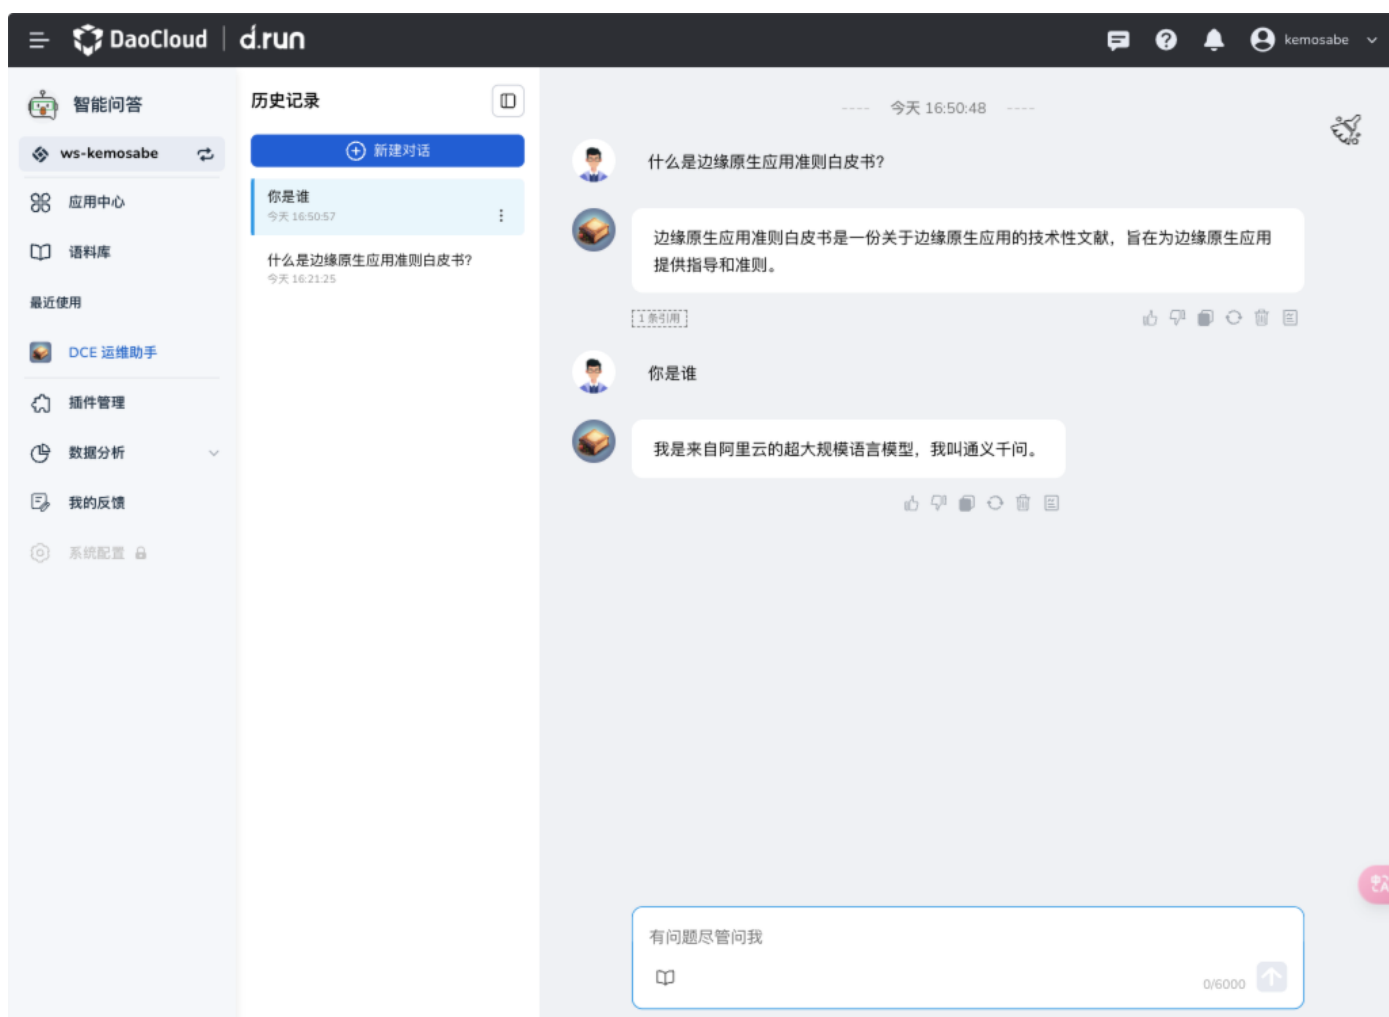 DaoCloud | d.run
kemosabe
智能问答
ws-kemosabe
应用中心
语料库
最近使用
DCE 运维助手
插件管理
数据分析
我的反馈
系统配置
历史记录
新建对话
你是谁
今天 16:50:57
什么是边缘原生应用准则白皮书?
今天 16:21:25
---- 今天 16:50:48 ----
什么是边缘原生应用准则白皮书?
边缘原生应用准则白皮书是一份关于边缘原生应用的技术性文献，旨在为边缘原生应用
提供指导和准则。
1 条引用
你是谁
我是来自阿里云的超大规模语言模型，我叫通义千问。
有问题尽管问我
0/6000